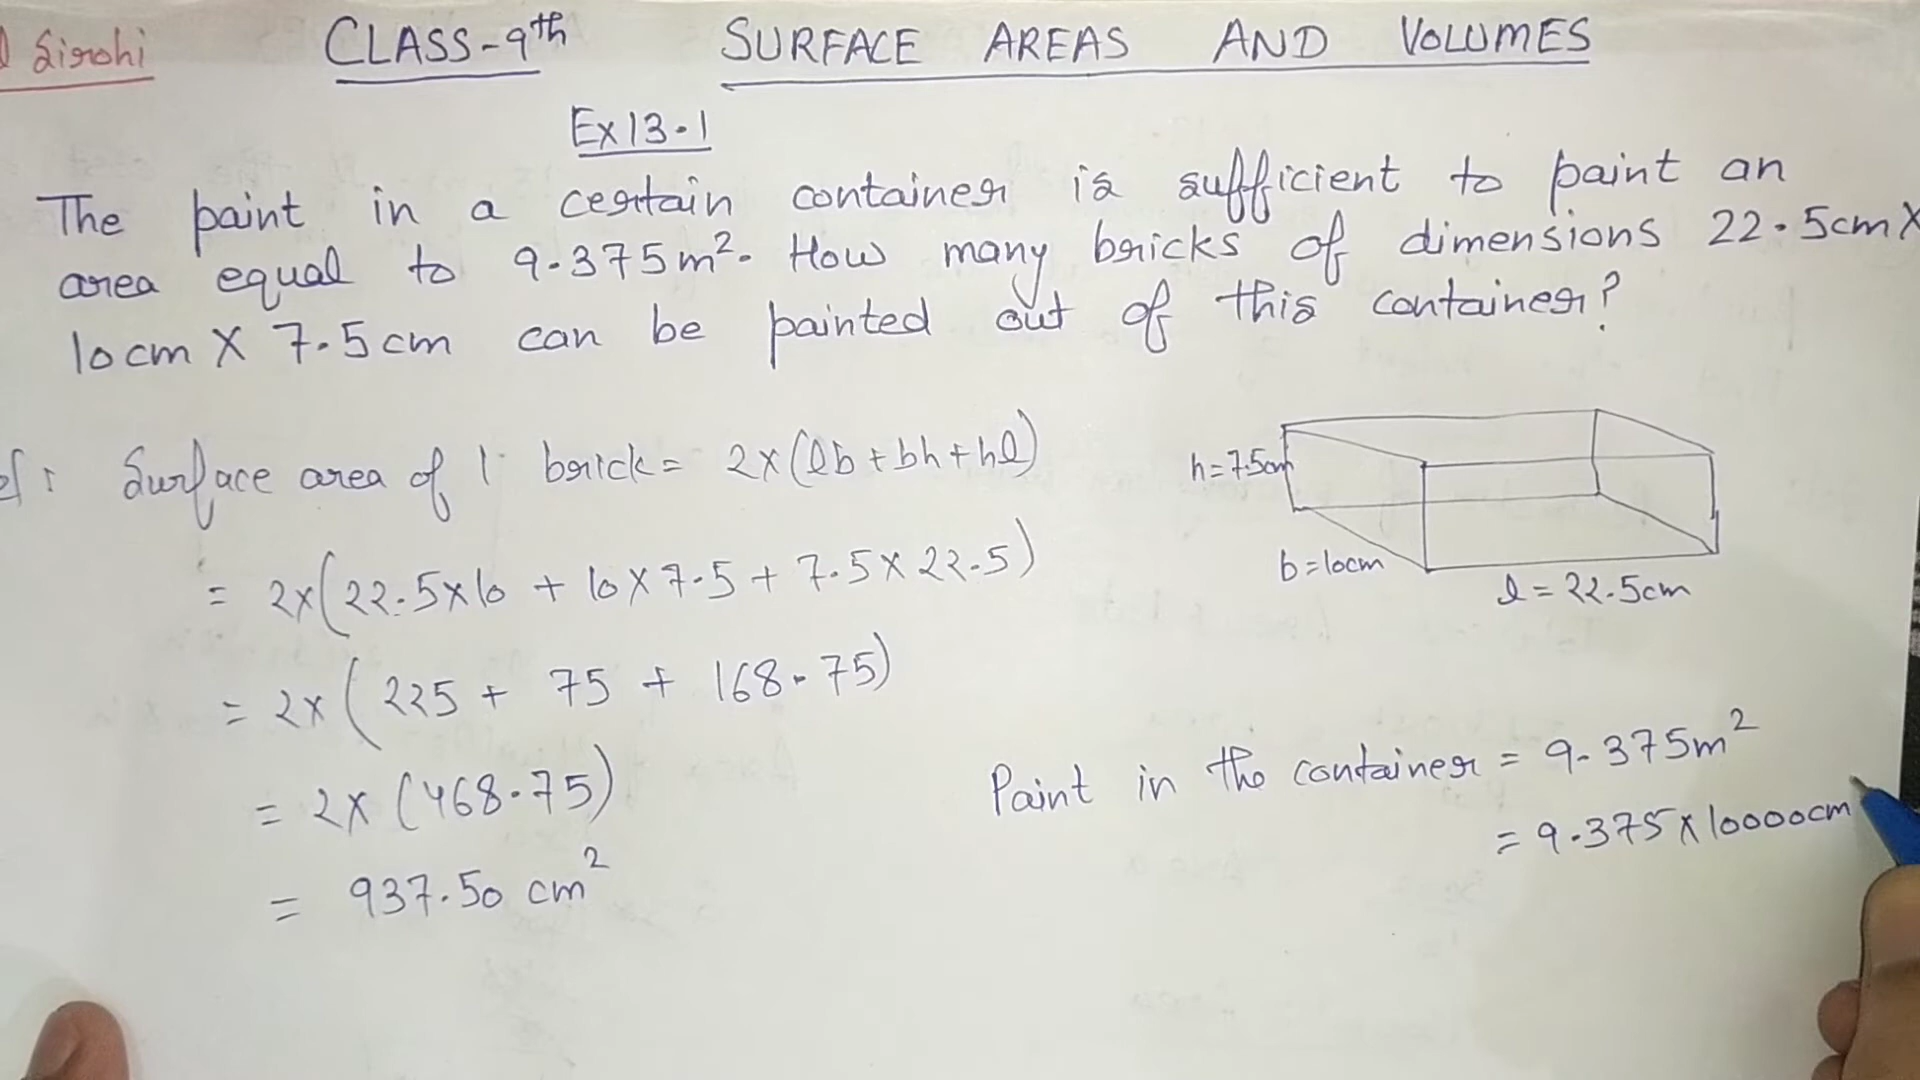 Sirohi CLASS-9th SURFACE AREAS AND VOLUMES
Ex 13.1
The paint in a certain container is sufficient to paint an
area equal to 9.375m². How many bricks of dimensions 22.5cm X
10cm X 7.5cm can be painted out of this container?
Surface area of 1 brick = 2x(lb+bh+hl)
= 2x(22.5x10 + 10x7.5 + 7.5x22.5)
= 2x(225 + 75 + 168.75)
= 2x(468.75)
= 937.50 cm²
h=7.5cm
b=10cm
l = 22.5cm
Paint in the container = 9.375m²
= 9.375x10000cm